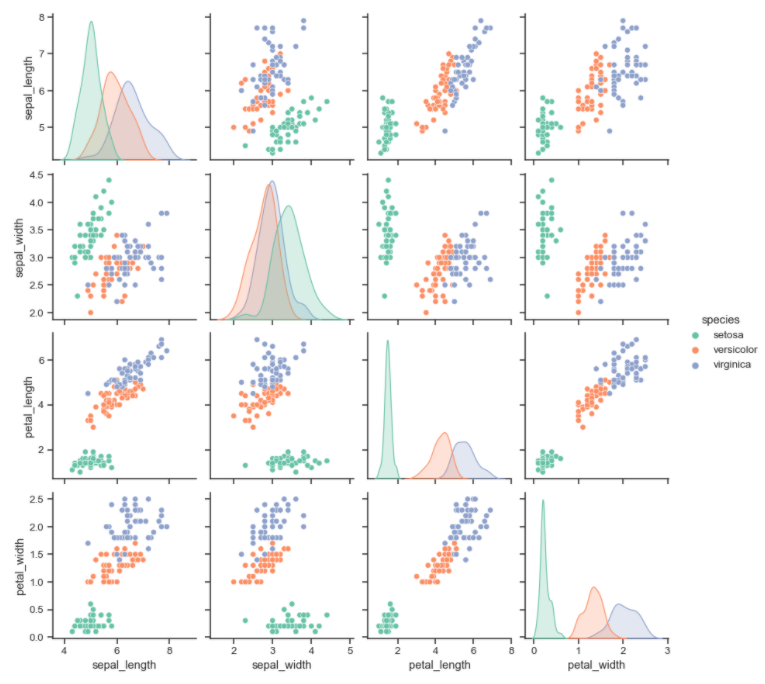 8
7
6
5
sepal_length
4.5
4.0
3.5
3.0
2.5
2.0
sepal_width
species
setosa
versicolor
virginica
6
4
2
petal_length
2.5
2.0
1.5
1.0
0.5
0.0
petal_width
4 6 8
2 3 4 5
2 4 6 8
0 1 2 3
sepal_length
sepal_width
petal_length
petal_width